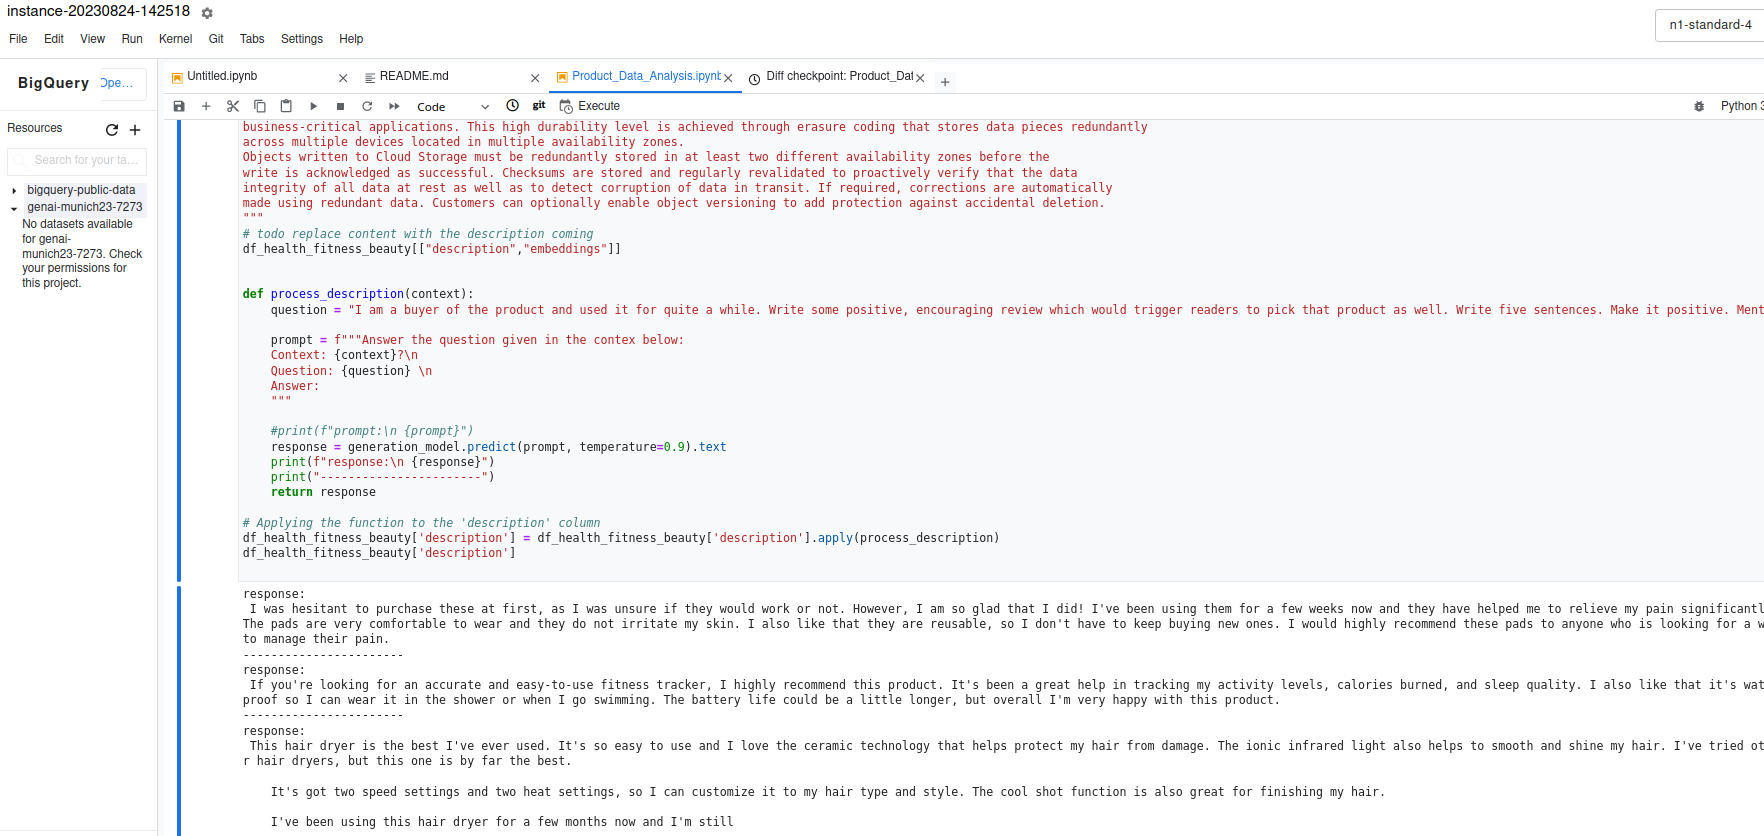 instance-20230824-142518
n1-standard-4
File Edit View Run Kernel Git Tabs Settings Help
BigQuery Ope…
Resources
Search for your ta…
bigquery-public-data
genai-munich23-7273
No datasets available
for genai-
munich23-7273. Check
your permissions for
this project.
Untitled.ipynb README.md Product_Data_Analysis.ipynb Diff checkpoint: Product_Dat
Code git Execute Python 3
business-critical applications. This high durability level is achieved through erasure coding that stores data pieces redundantly
across multiple devices located in multiple availability zones.
Objects written to Cloud Storage must be redundantly stored in at least two different availability zones before the
write is acknowledged as successful. Checksums are stored and regularly revalidated to proactively verify that the data
integrity of all data at rest as well as to detect corruption of data in transit. If required, corrections are automatically
made using redundant data. Customers can optionally enable object versioning to add protection against accidental deletion.
"""
# todo replace content with the description coming
df_health_fitness_beauty[["description","embeddings"]]
def process_description(context):
question = "I am a buyer of the product and used it for quite a while. Write some positive, encouraging review which would trigger readers to pick that product as well. Write five sentences. Make it positive. Ment
prompt = f"""Answer the question given in the contex below:
Context: {context}?\n
Question: {question} \n
Answer:
"""
#print(f"prompt:\n {prompt}")
response = generation_model.predict(prompt, temperature=0.9).text
print(f"response:\n {response}")
print("-----------------------")
return response
# Applying the function to the 'description' column
df_health_fitness_beauty['description'] = df_health_fitness_beauty['description'].apply(process_description)
df_health_fitness_beauty['description']
response:
I was hesitant to purchase these at first, as I was unsure if they would work or not. However, I am so glad that I did! I've been using them for a few weeks now and they have helped me to relieve my pain significantl
The pads are very comfortable to wear and they do not irritate my skin. I also like that they are reusable, so I don't have to keep buying new ones. I would highly recommend these pads to anyone who is looking for a w
to manage their pain.
-----------------------
response:
If you're looking for an accurate and easy-to-use fitness tracker, I highly recommend this product. It's been a great help in tracking my activity levels, calories burned, and sleep quality. I also like that it's wat
proof so I can wear it in the shower or when I go swimming. The battery life could be a little longer, but overall I'm very happy with this product.
-----------------------
response:
This hair dryer is the best I've ever used. It's so easy to use and I love the ceramic technology that helps protect my hair from damage. The ionic infrared light also helps to smooth and shine my hair. I've tried ot
r hair dryers, but this one is by far the best.
It's got two speed settings and two heat settings, so I can customize it to my hair type and style. The cool shot function is also great for finishing my hair.
I've been using this hair dryer for a few months now and I'm still